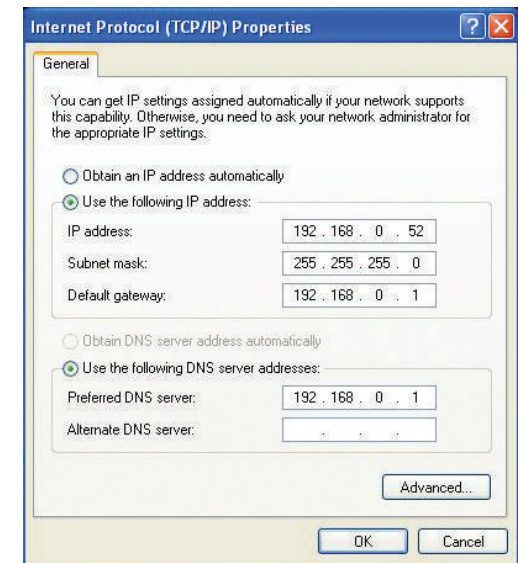 Internet Protocol (TCP/IP) Properties
General
You can get IP settings assigned automatically if your network supports
this capability. Otherwise, you need to ask your network administrator for
the appropriate IP settings.
Obtain an IP address automatically
Use the following IP address:
IP address: 192 . 168 . 0 . 52
Subnet mask: 255 . 255 . 255 . 0
Default gateway: 192 . 168 . 0 . 1
Obtain DNS server address automatically
Use the following DNS server addresses:
Preferred DNS server: 192 . 168 . 0 . 1
Alternate DNS server: . . .
Advanced...
OK Cancel